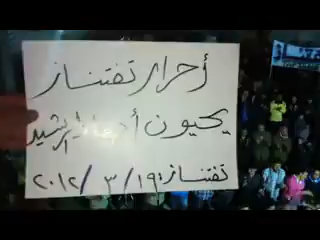 أحرار تفتناز
يحيون الرشيد
تفتناز: ١٩ / ٣ / ٢٠١٢